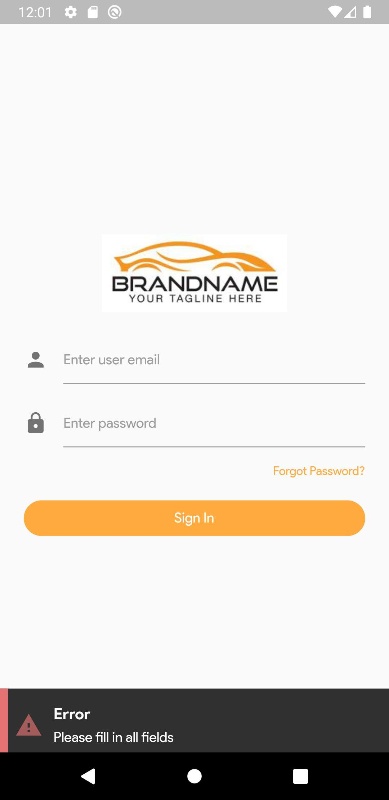 12:01
BRANDNAME
YOUR TAGLINE HERE
Enter user email
Enter password
Forgot Password?
Sign In
Error
Please fill in all fields